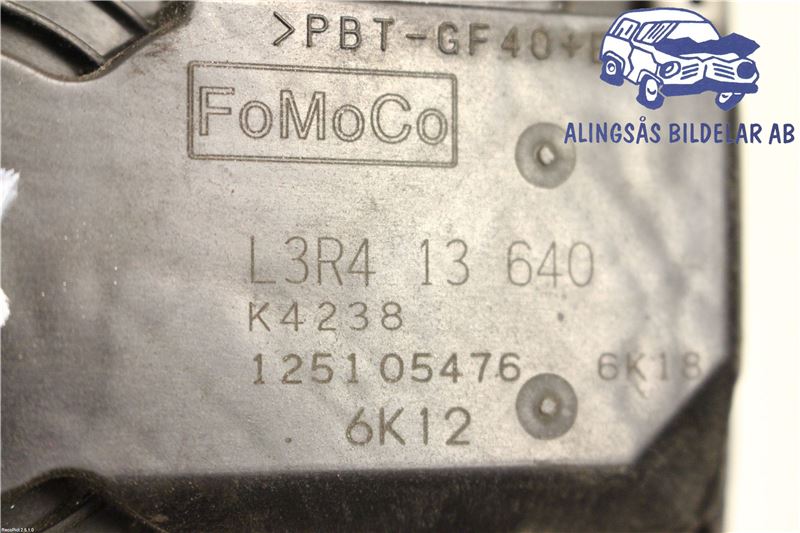 >PBT-GF40+
ALINGSÅS BILDELAR AB
FoMoCo
L3R4 13 640
K4238
125105476 6K18
6K12